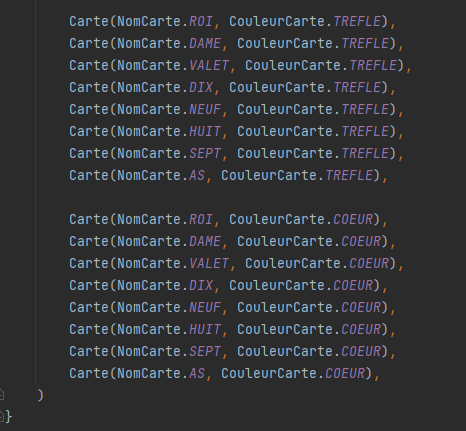 Carte(NomCarte.ROI, CouleurCarte.TREFLE),
Carte(NomCarte.DAME, CouleurCarte.TREFLE),
Carte(NomCarte.VALET, CouleurCarte.TREFLE),
Carte(NomCarte.DIX, CouleurCarte.TREFLE),
Carte(NomCarte.NEUF, CouleurCarte.TREFLE),
Carte(NomCarte.HUIT, CouleurCarte.TREFLE),
Carte(NomCarte.SEPT, CouleurCarte.TREFLE),
Carte(NomCarte.AS, CouleurCarte.TREFLE),

Carte(NomCarte.ROI, CouleurCarte.COEUR),
Carte(NomCarte.DAME, CouleurCarte.COEUR),
Carte(NomCarte.VALET, CouleurCarte.COEUR),
Carte(NomCarte.DIX, CouleurCarte.COEUR),
Carte(NomCarte.NEUF, CouleurCarte.COEUR),
Carte(NomCarte.HUIT, CouleurCarte.COEUR),
Carte(NomCarte.SEPT, CouleurCarte.COEUR),
Carte(NomCarte.AS, CouleurCarte.COEUR),
)
}